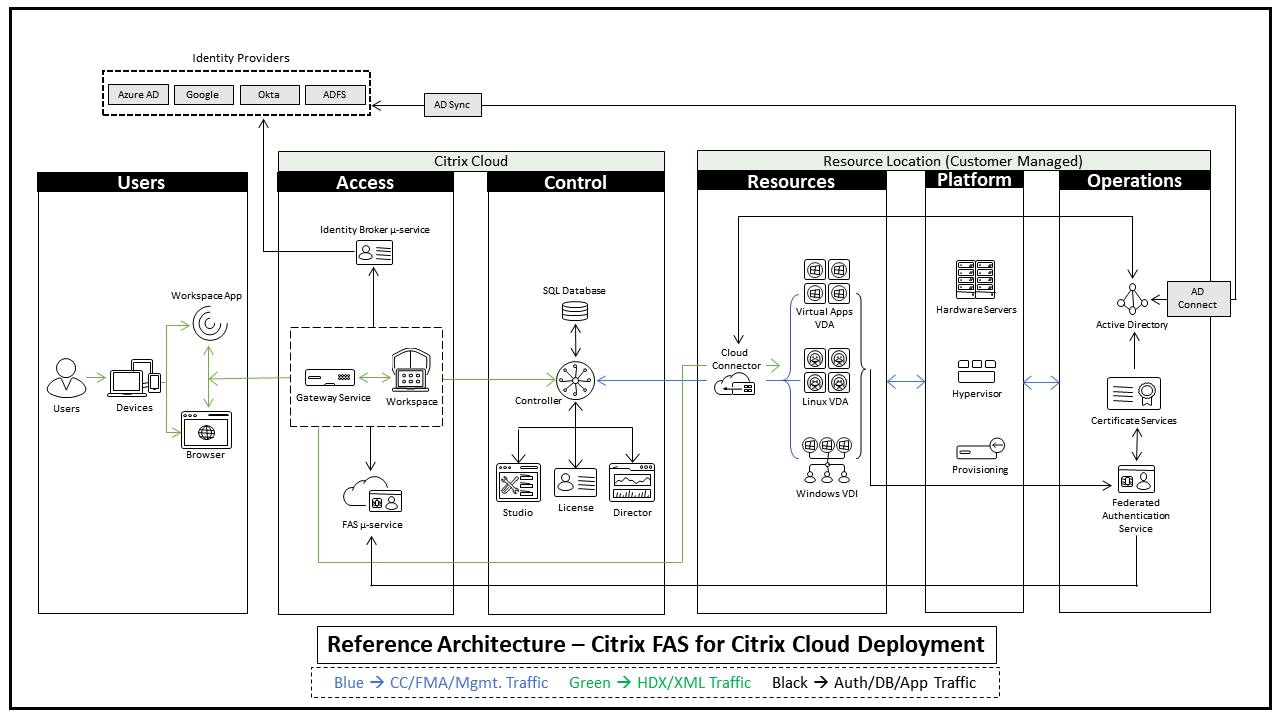 Identity Providers
Azure AD
Google
Okta
ADFS
AD Sync
Citrix Cloud
Resource Location (Customer Managed)
Users
Access
Control
Resources
Platform
Operations
Identity Broker µ-service
Workspace App
Users
Devices
Browser
Gateway Service
Workspace
FAS µ-service
SQL Database
Controller
Studio
License
Director
Cloud
Connector
Virtual Apps
VDA
Linux VDA
Windows VDI
Hardware Servers
Hypervisor
Provisioning
AD
Connect
Active Directory
Certificate Services
Federated
Authentication
Service
Reference Architecture – Citrix FAS for Citrix Cloud Deployment
Blue → CC/FMA/Mgmt. Traffic Green → HDX/XML Traffic Black → Auth/DB/App Traffic